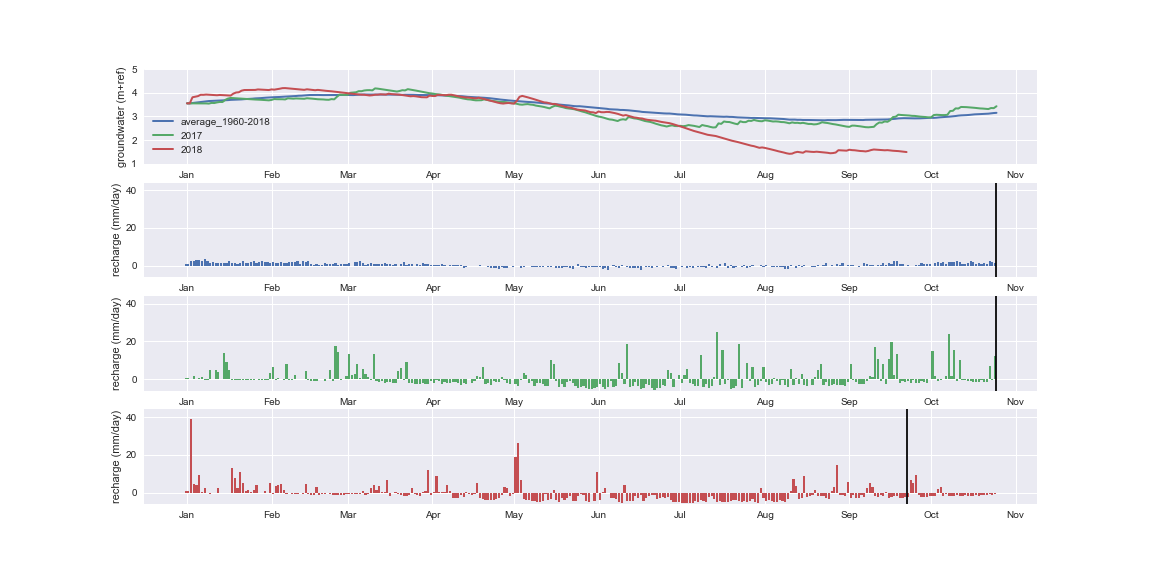 groundwater (m+ref)
5
4
3
2
1
average_1960-2018
2017
2018
Jan Feb Mar Apr May Jun Jul Aug Sep Oct Nov
recharge (mm/day)
40
20
0
Jan Feb Mar Apr May Jun Jul Aug Sep Oct Nov
recharge (mm/day)
40
20
0
Jan Feb Mar Apr May Jun Jul Aug Sep Oct Nov
recharge (mm/day)
40
20
0
Jan Feb Mar Apr May Jun Jul Aug Sep Oct Nov